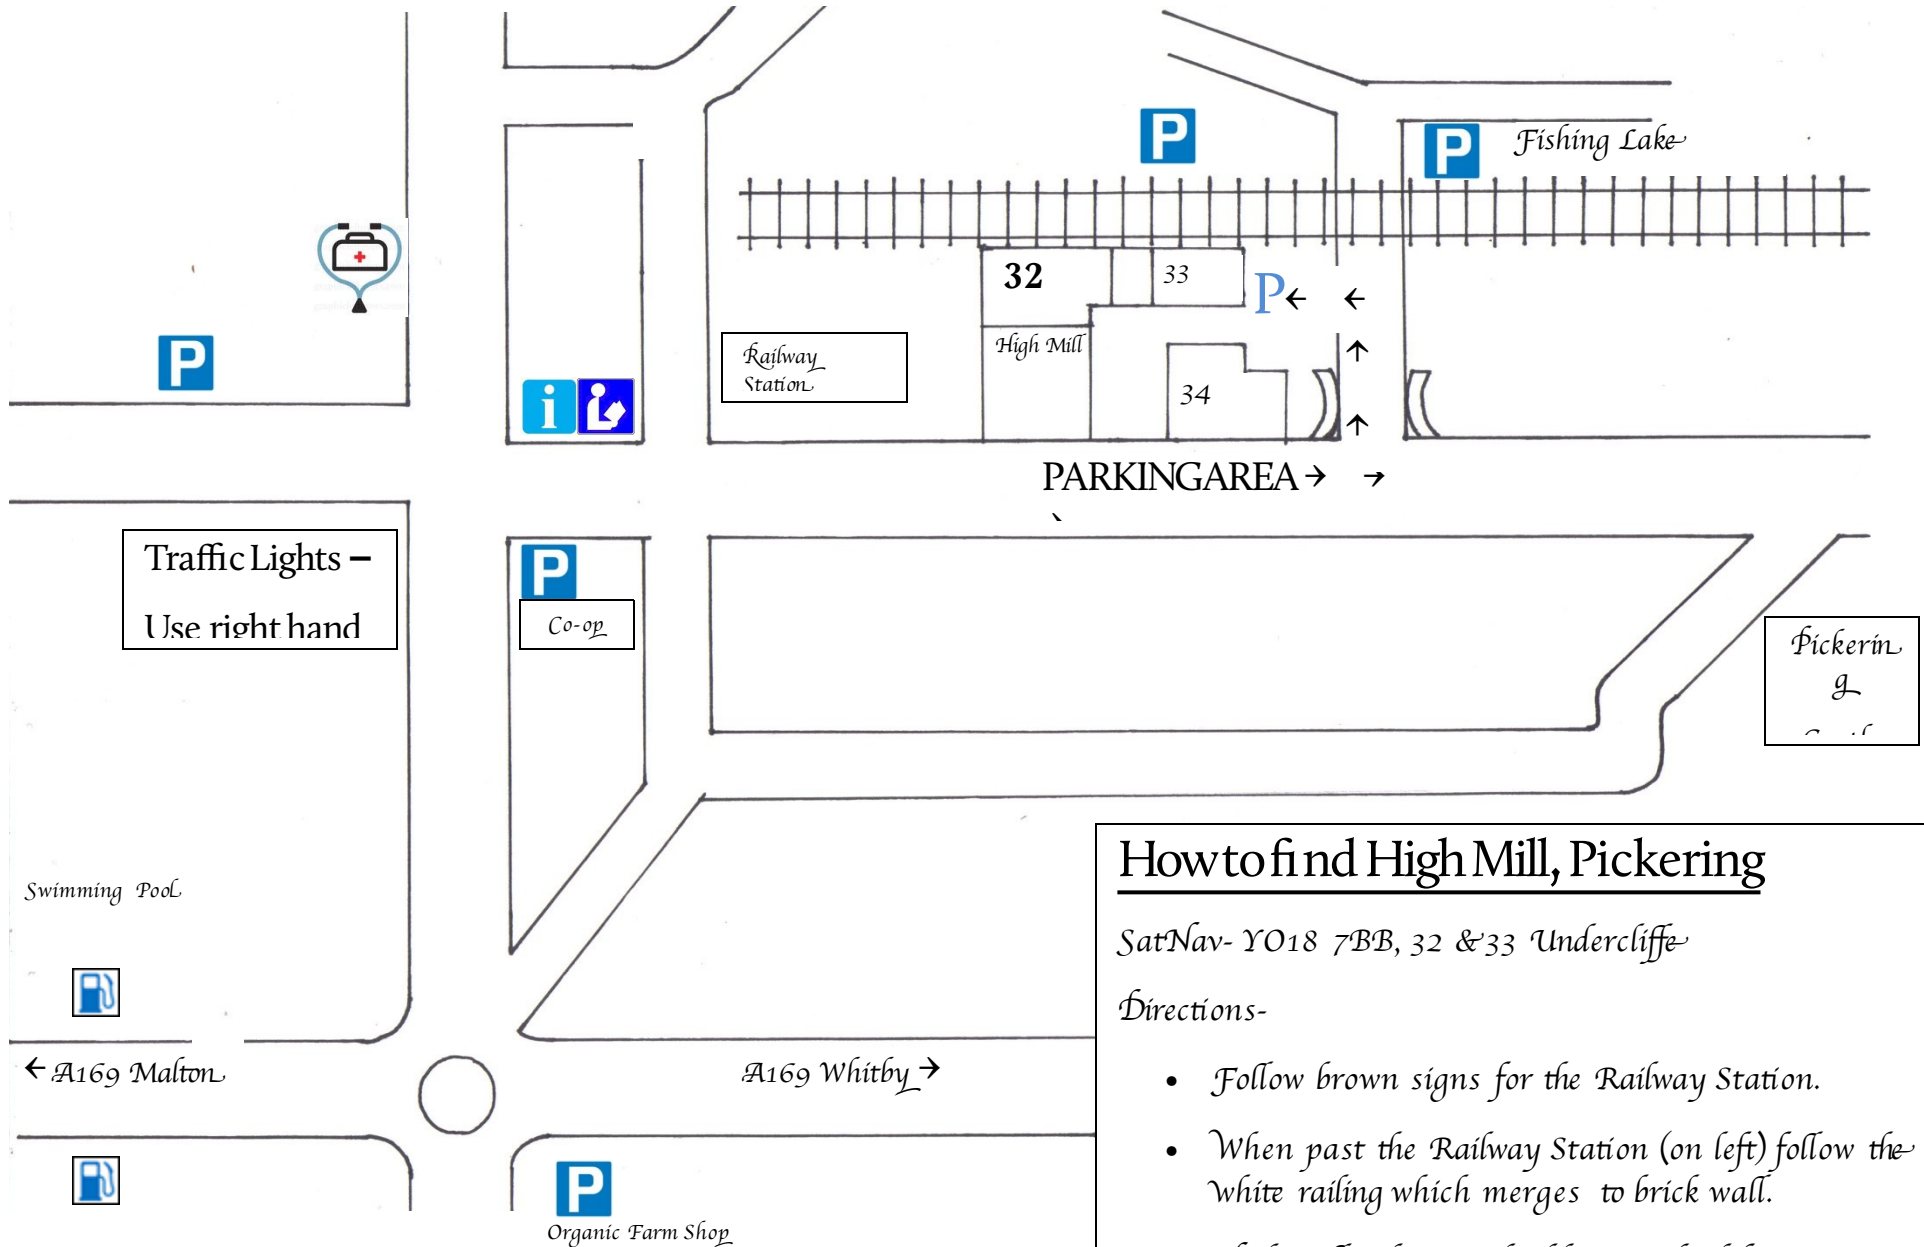 P
P
Fishing Lake
32
33
P← ←
P
Railway
Station
High Mill
34
i
PARKINGAREA→ →
Traffic Lights –
Use right hand
P
Co-op
Pickerin
g
How to find High Mill, Pickering
SatNav- YO18 7BB, 32 & 33 Undercliffe
Directions-
• Follow brown signs for the Railway Station.
• When past the Railway Station (on left) follow the
white railing which merges to brick wall.
Swimming Pool
← A169 Malton
A169 Whitby →
P
Organic Farm Shop